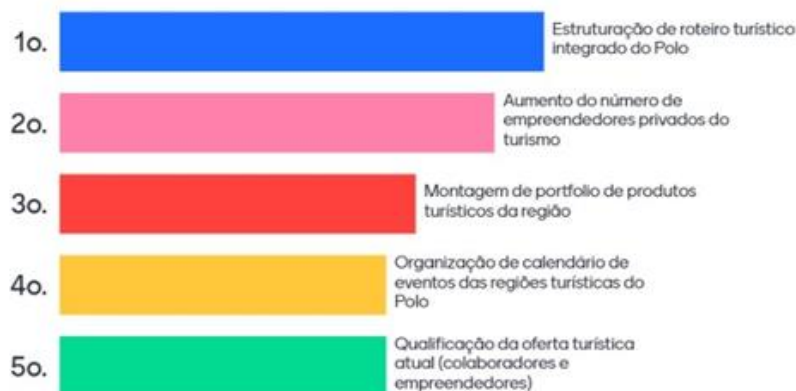 1o.
Estruturação de roteiro turístico
integrado do Polo
2o.
Aumento do número de
empreendedores privados do
turismo
3o.
Montagem de portfolio de produtos
turísticos da região
4o.
Organização de calendário de
eventos das regiões turísticas do
Polo
5o.
Qualificação da oferta turística
atual (colaboradores e
empreendedores)